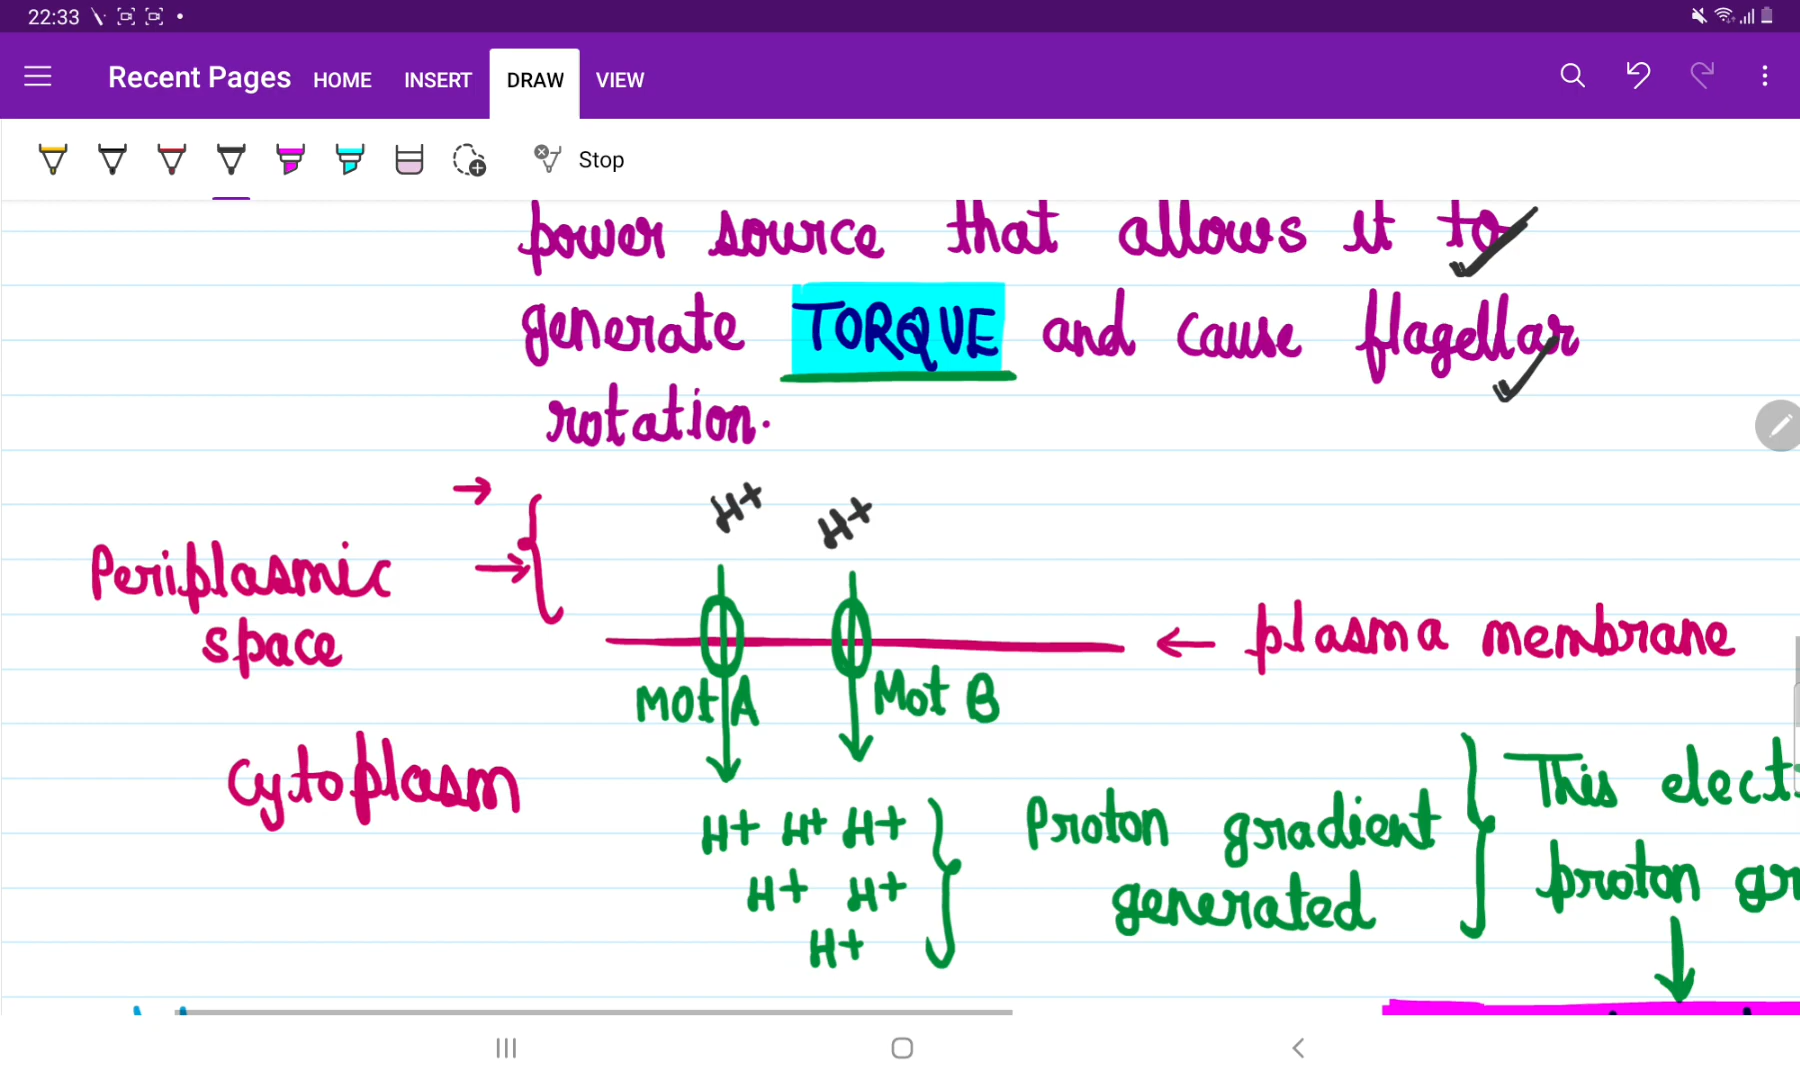 22:33
Recent Pages HOME INSERT DRAW VIEW
Stop
power source that allows it to
generate TORQUE and cause flagellar
rotation.
H+ H+
Periplasmic
space
plasma membrane
Mot A Mot B
Cytoplasm
H+ H+ H+
H+ H+
H+
Proton gradient
generated
This elect
proton gr